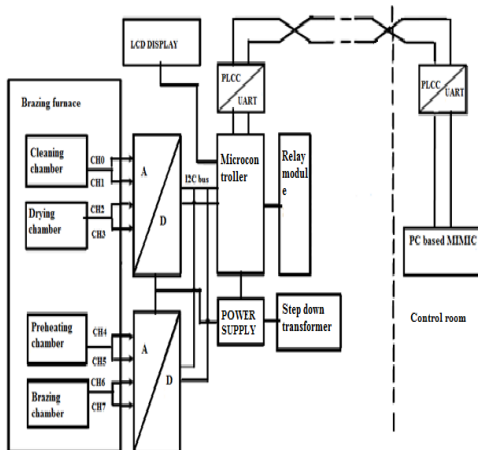 LCD DISPLAY
PLCC
UART
PLCC
UART
Brazing furnace
Cleaning
chamber
CH0
CH1
A
D
I2C bus
Microcon
troller
Relay
modul
e
Drying
chamber
CH2
CH3
PC based MIMIC
Preheating
chamber
CH4
CH5
A
D
POWER
SUPPLY
Step down
transformer
Control room
Brazing
chamber
CH6
CH7